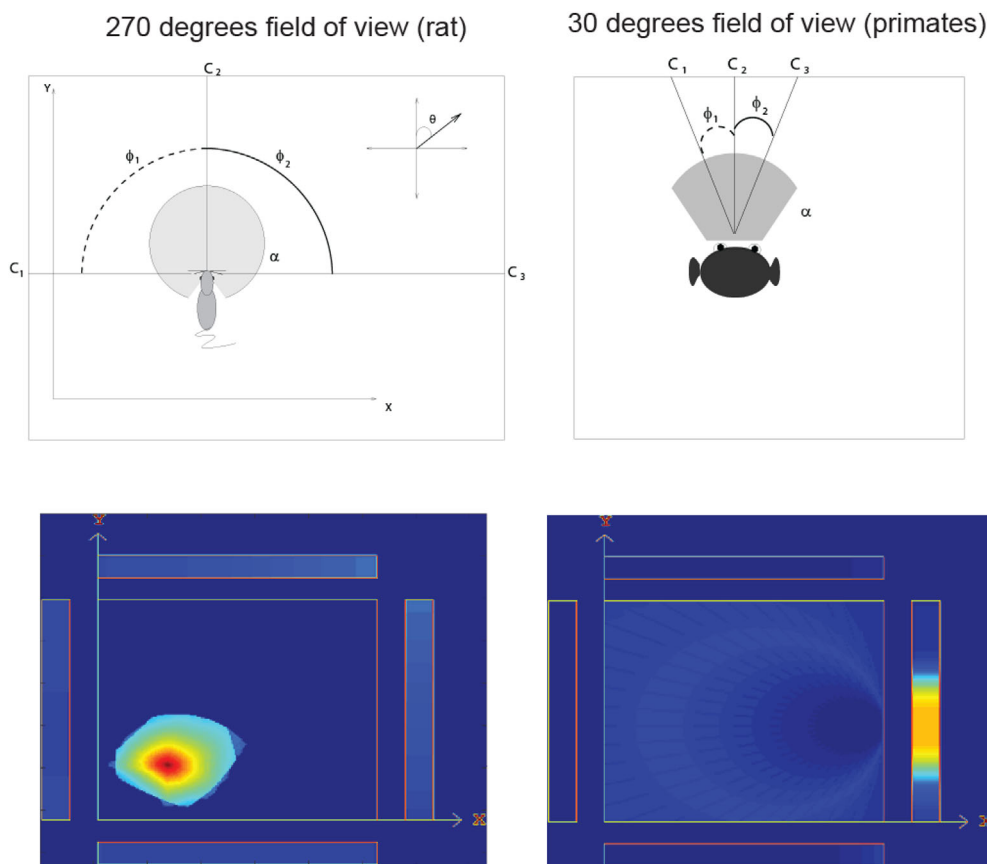 270 degrees field of view (rat)
30 degrees field of view (primates)
C₂
Y
θ
ϕ₁
ϕ₂
α
C₁
C₃
X
C₁
C₂
C₃
ϕ₁
ϕ₂
α
Y
X
Y